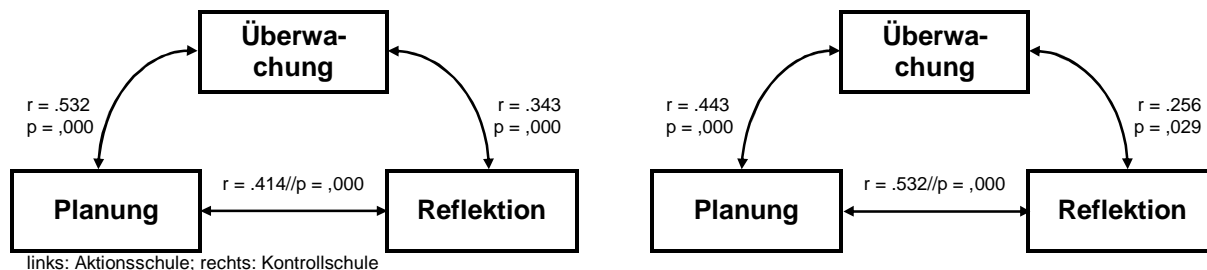 Überwa-
chung
r = .532
p = ,000
r = .343
p = ,000
Planung
r = .414//p = ,000
Reflektion
Überwa-
chung
r = .443
p = ,000
r = .256
p = ,029
Planung
r = .532//p = ,000
Reflektion
links: Aktionsschule; rechts: Kontrollschule